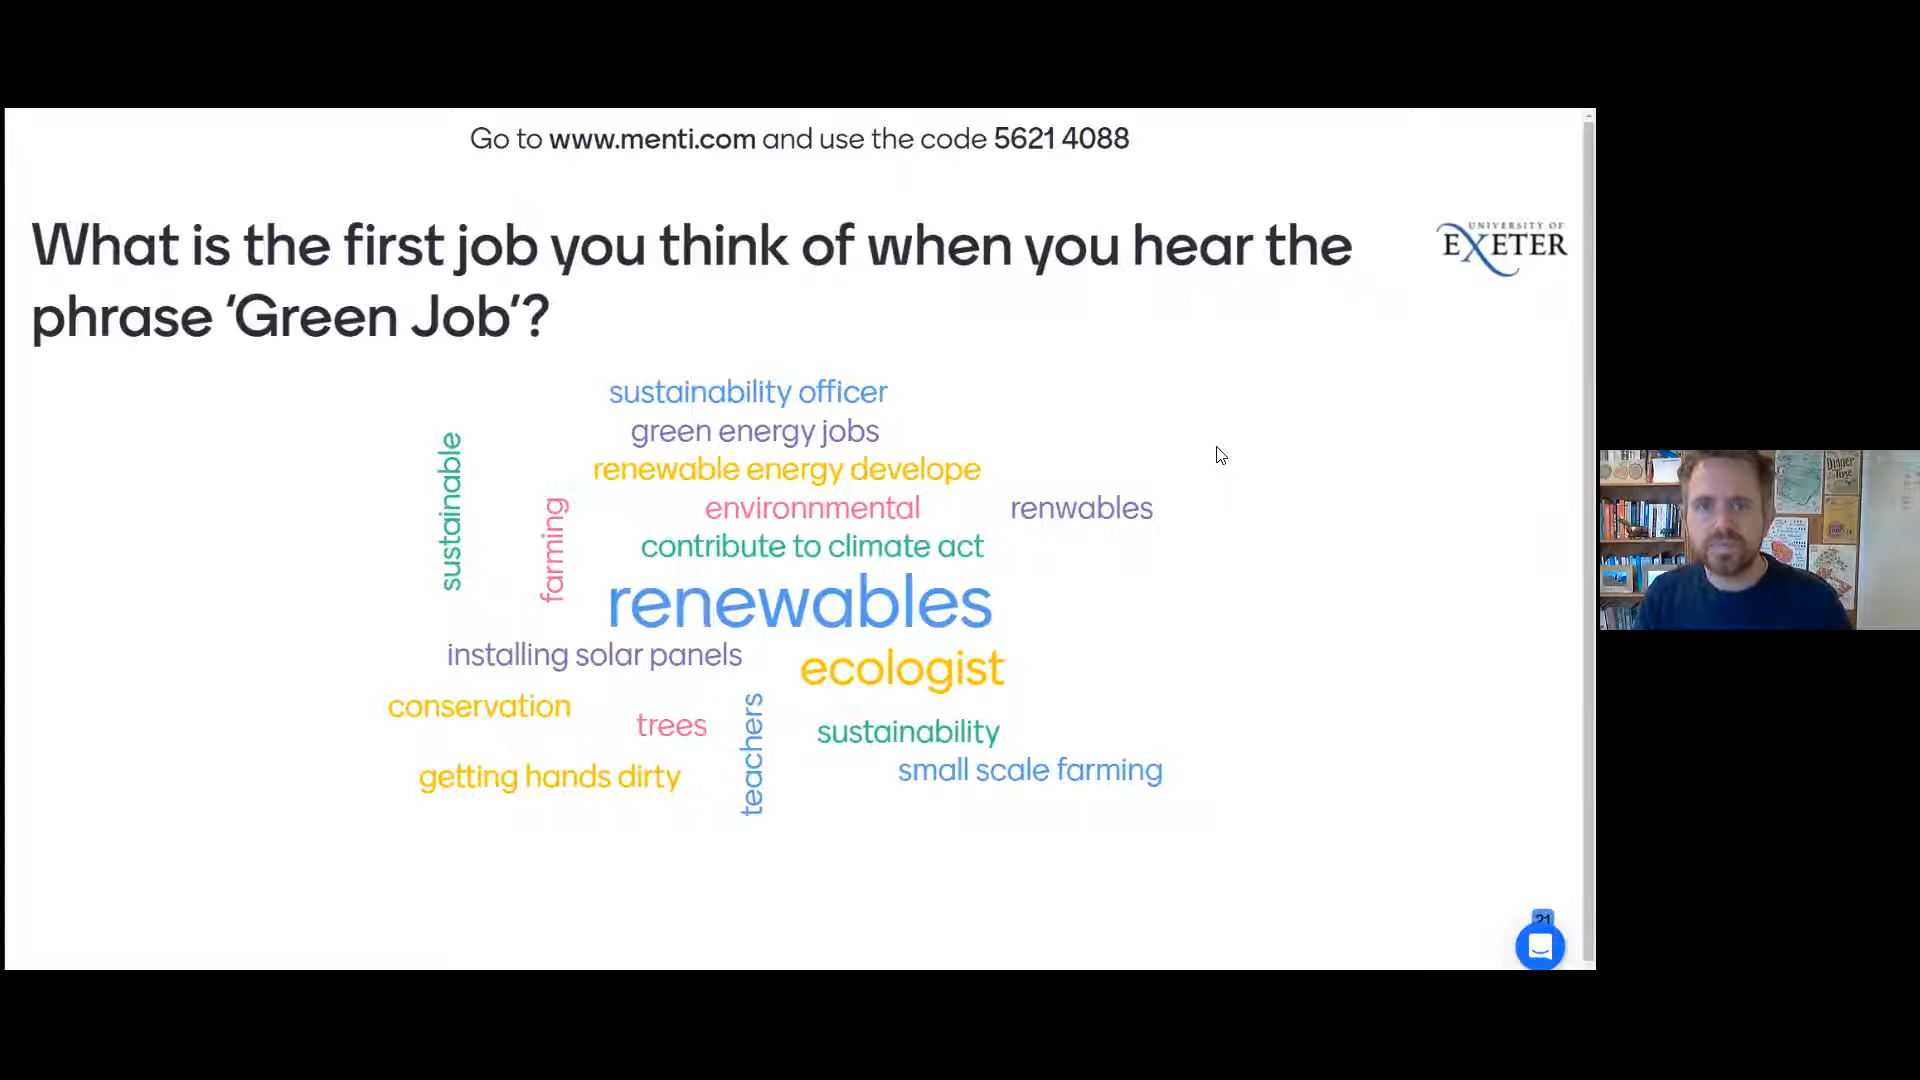 Go to www.menti.com and use the code 5621 4088
What is the first job you think of when you hear the
phrase ‘Green Job’?
UNIVERSITY OF
EXETER
sustainability officer
green energy jobs
sustainable
renewable energy develope
farming
environnmental
renwables
contribute to climate act
renewables
installing solar panels
ecologist
conservation
trees
teachers
sustainability
getting hands dirty
small scale farming
21
Dinner
Time